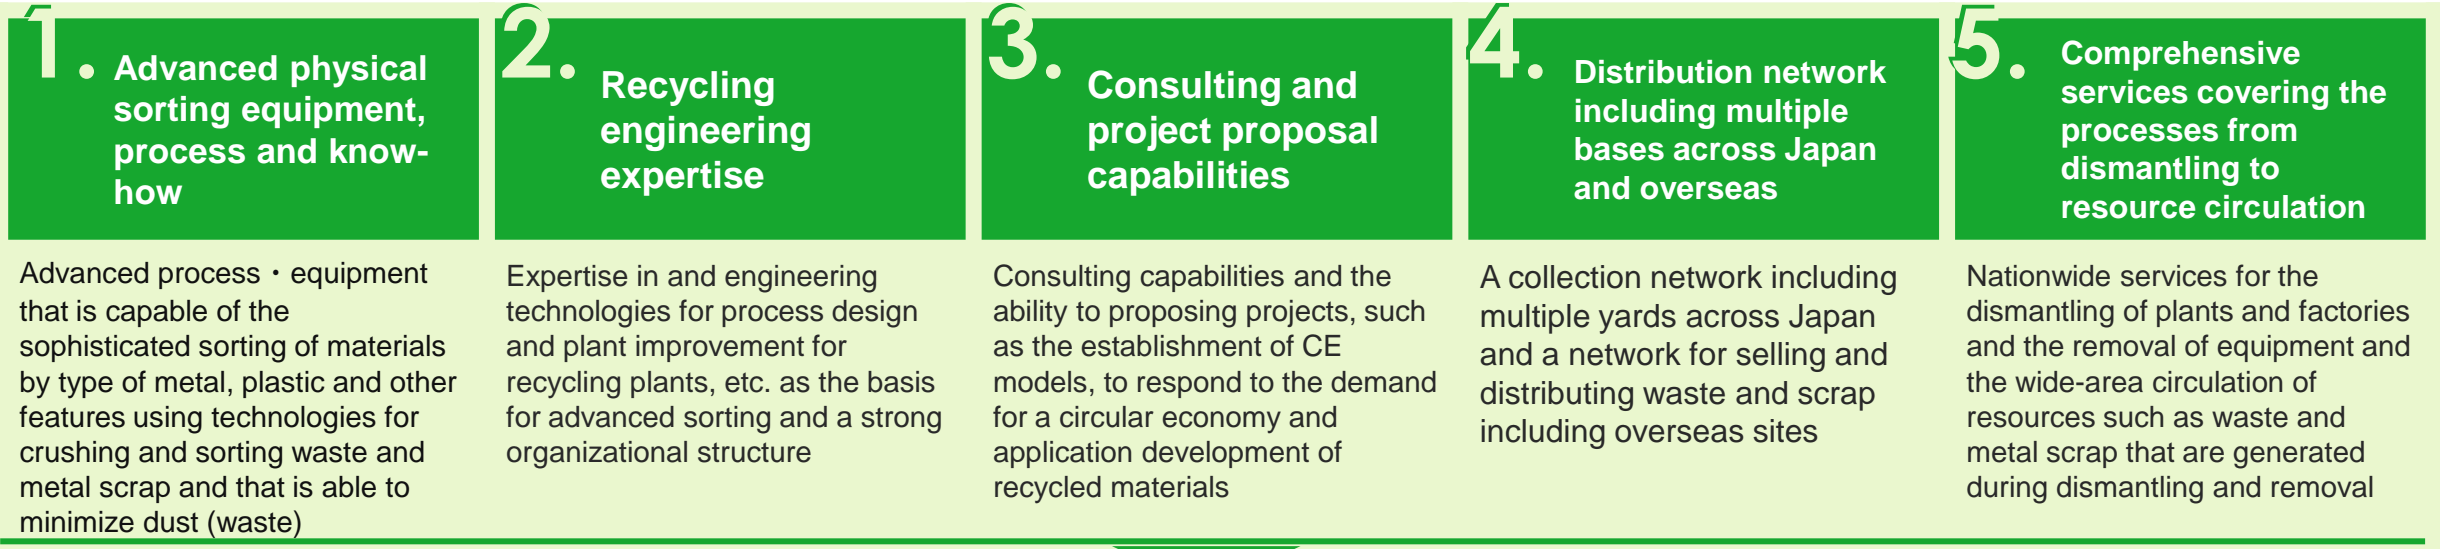 1.
Advanced physical
sorting equipment,
process and know-
how
Advanced process・equipment
that is capable of the
sophisticated sorting of materials
by type of metal, plastic and other
features using technologies for
crushing and sorting waste and
metal scrap and that is able to
minimize dust (waste)
2.
Recycling
engineering
expertise
Expertise in and engineering
technologies for process design
and plant improvement for
recycling plants, etc. as the basis
for advanced sorting and a strong
organizational structure
3.
Consulting and
project proposal
capabilities
Consulting capabilities and the
ability to proposing projects, such
as the establishment of CE
models, to respond to the demand
for a circular economy and
application development of
recycled materials
4.
Distribution network
including multiple
bases across Japan
and overseas
A collection network including
multiple yards across Japan
and a network for selling and
distributing waste and scrap
including overseas sites
5.
Comprehensive
services covering the
processes from
dismantling to
resource circulation
Nationwide services for the
dismantling of plants and factories
and the removal of equipment and
the wide-area circulation of
resources such as waste and
metal scrap that are generated
during dismantling and removal